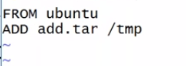 FROM ubuntu
ADD add.tar /tmp
~
~